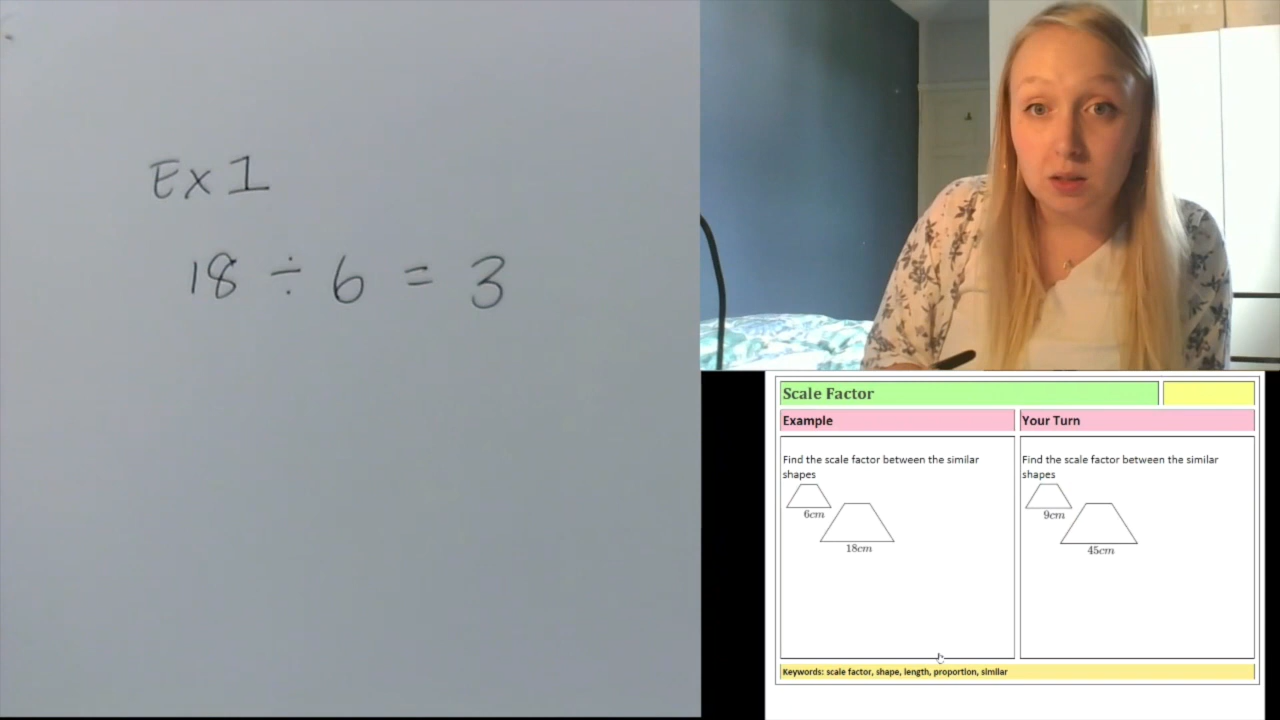 Ex 1
18 ÷ 6 = 3
Scale Factor
Example
Find the scale factor between the similar
shapes
6cm
18cm
Your Turn
Find the scale factor between the similar
shapes
9cm
45cm
Keywords: scale factor, shape, length, proportion, similar